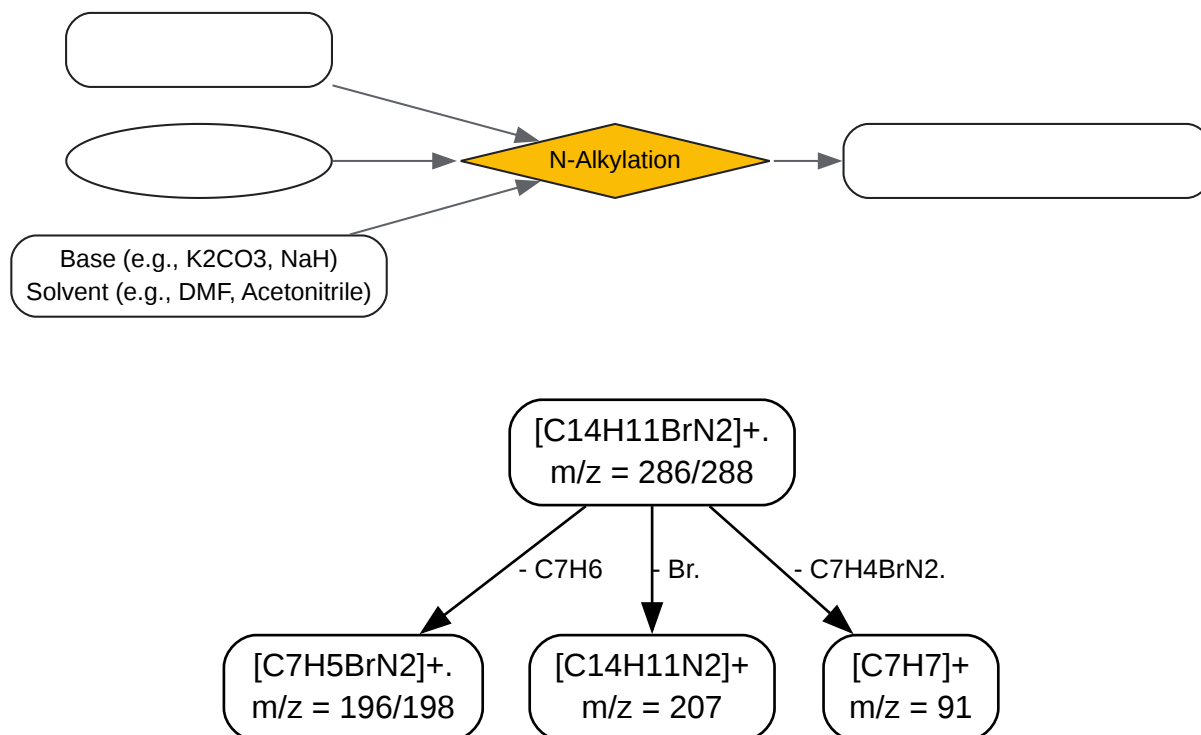 N-Alkylation
Base (e.g., K2CO3, NaH)
Solvent (e.g., DMF, Acetonitrile)
[C14H11BrN2]+.
m/z = 286/288
- C7H6
- Br.
- C7H4BrN2.
[C7H5BrN2]+.
m/z = 196/198
[C14H11N2]+
m/z = 207
[C7H7]+
m/z = 91